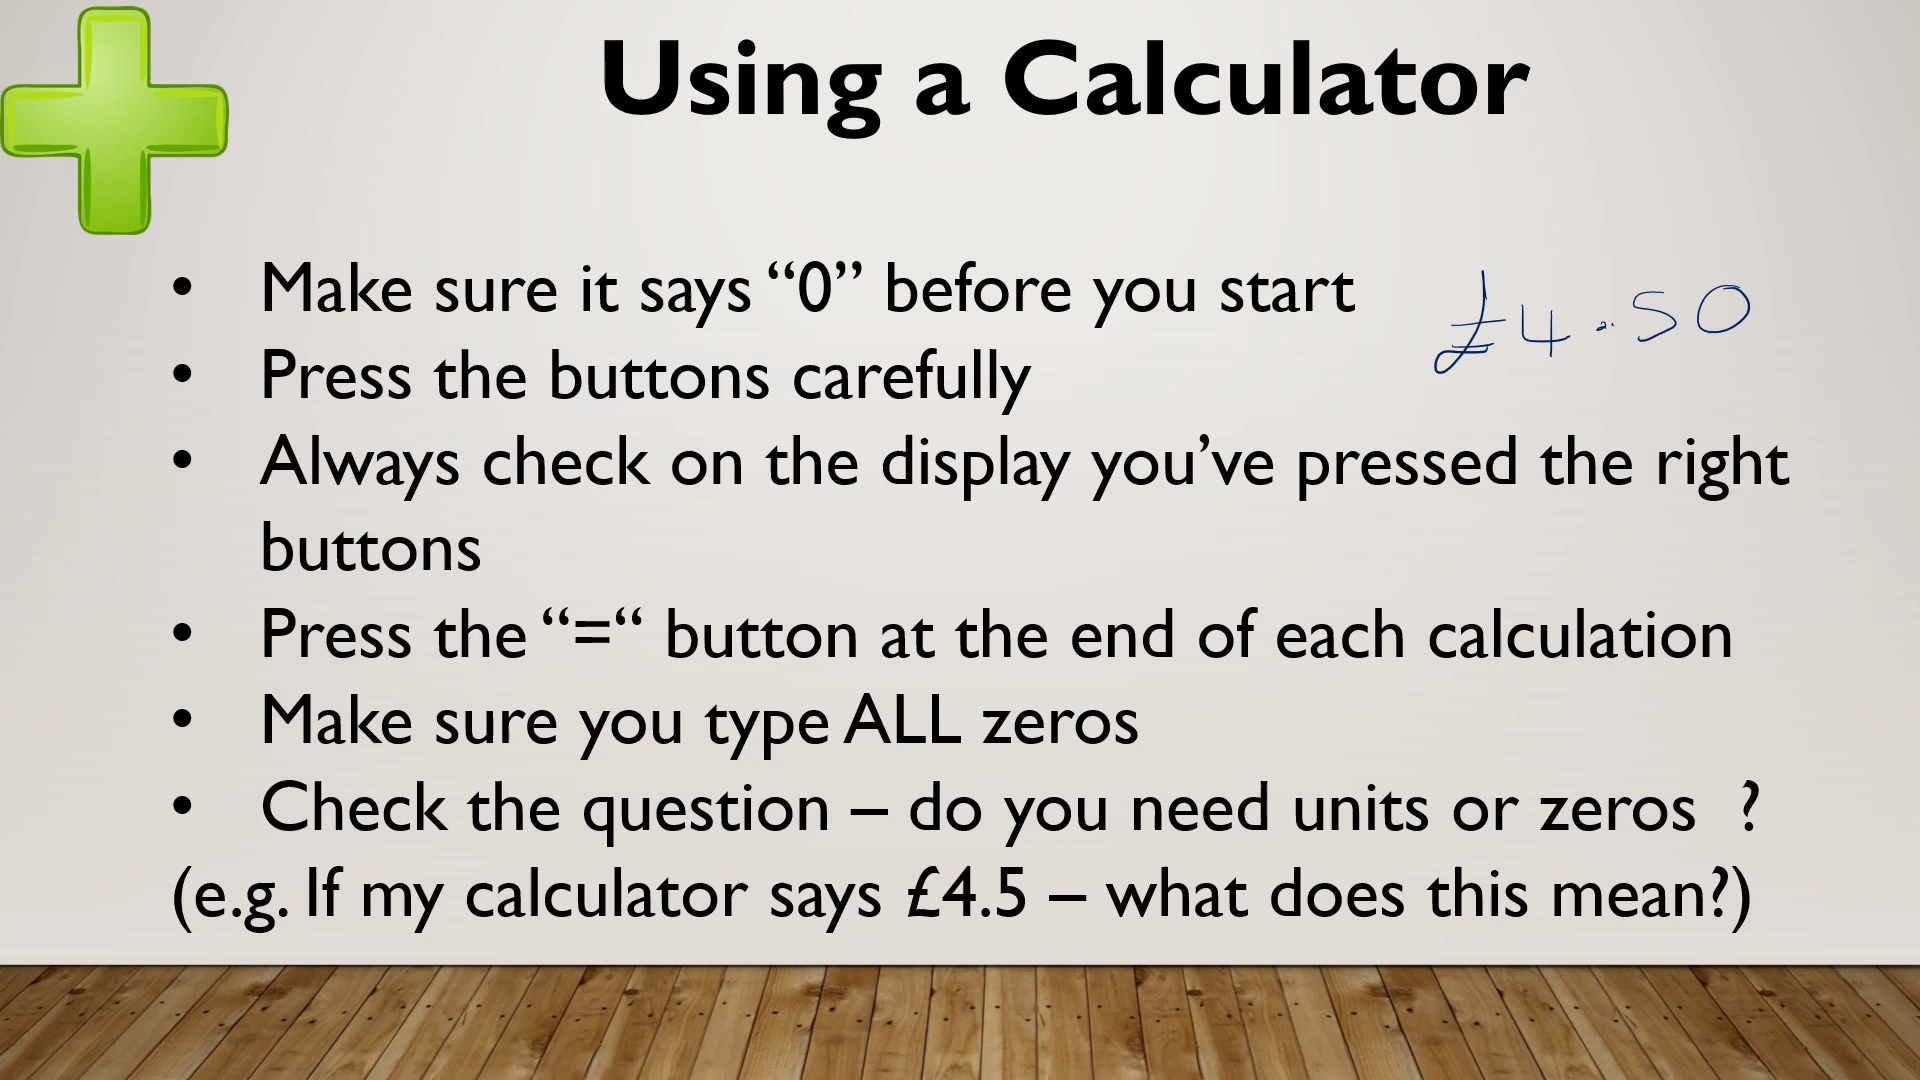 Using a Calculator
• Make sure it says “0” before you start
£4.50
• Press the buttons carefully
• Always check on the display you’ve pressed the right
buttons
• Press the “=“ button at the end of each calculation
• Make sure you type ALL zeros
• Check the question – do you need units or zeros ?
(e.g. If my calculator says £4.5 – what does this mean?)